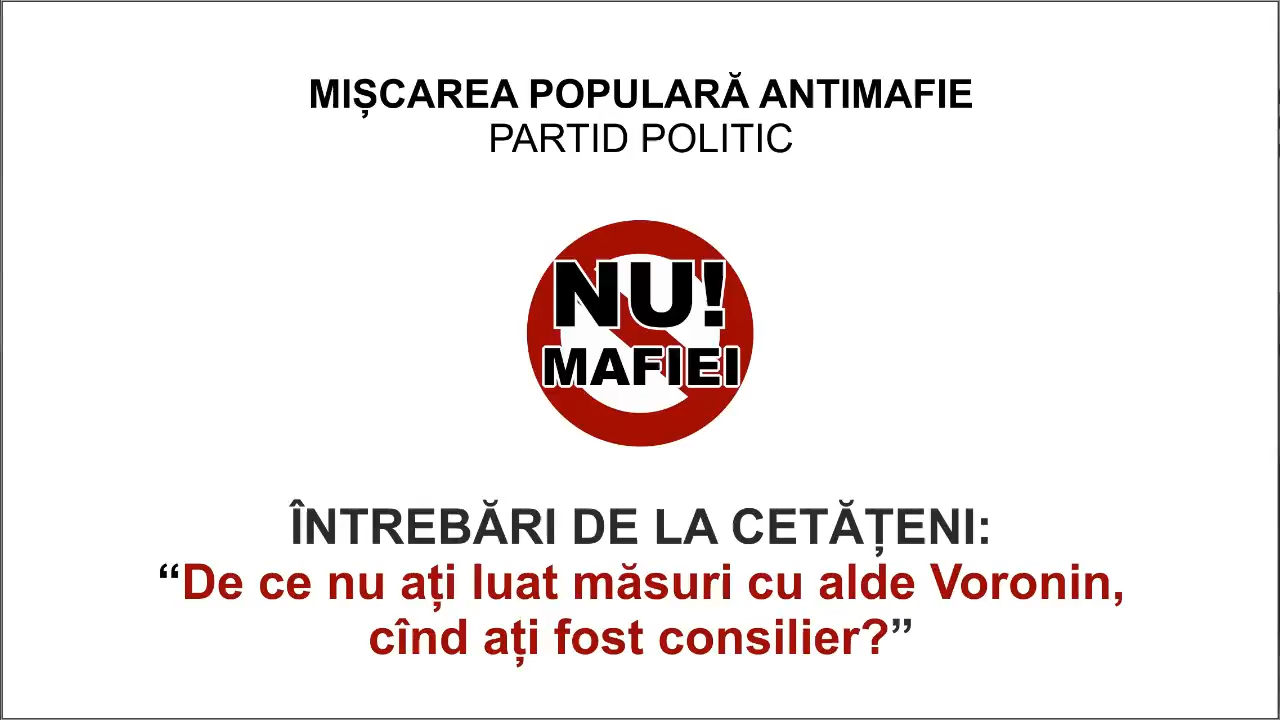 MIȘCAREA POPULARĂ ANTIMAFIE
PARTID POLITIC
NU!
MAFIEI
ÎNTREBĂRI DE LA CETĂȚENI:
“De ce nu ați luat măsuri cu alde Voronin,
cînd ați fost consilier?”